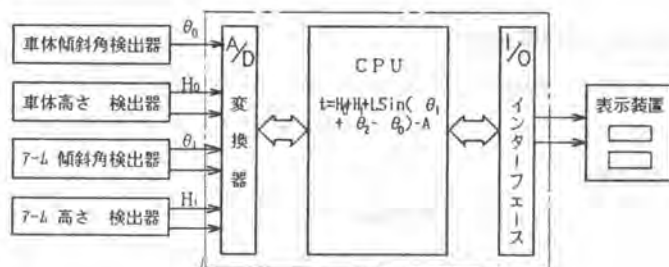 車体傾斜角検出器
θ₀
車体高さ 検出器
H₀
アーム 傾斜角検出器
θ₁
アーム 高さ 検出器
H₁
A/D
変換器
CPU
t=H₀+H₁+LSin( θ₁
+ θ₂- θ₀)-A
I/O
インターフェース
表示装置